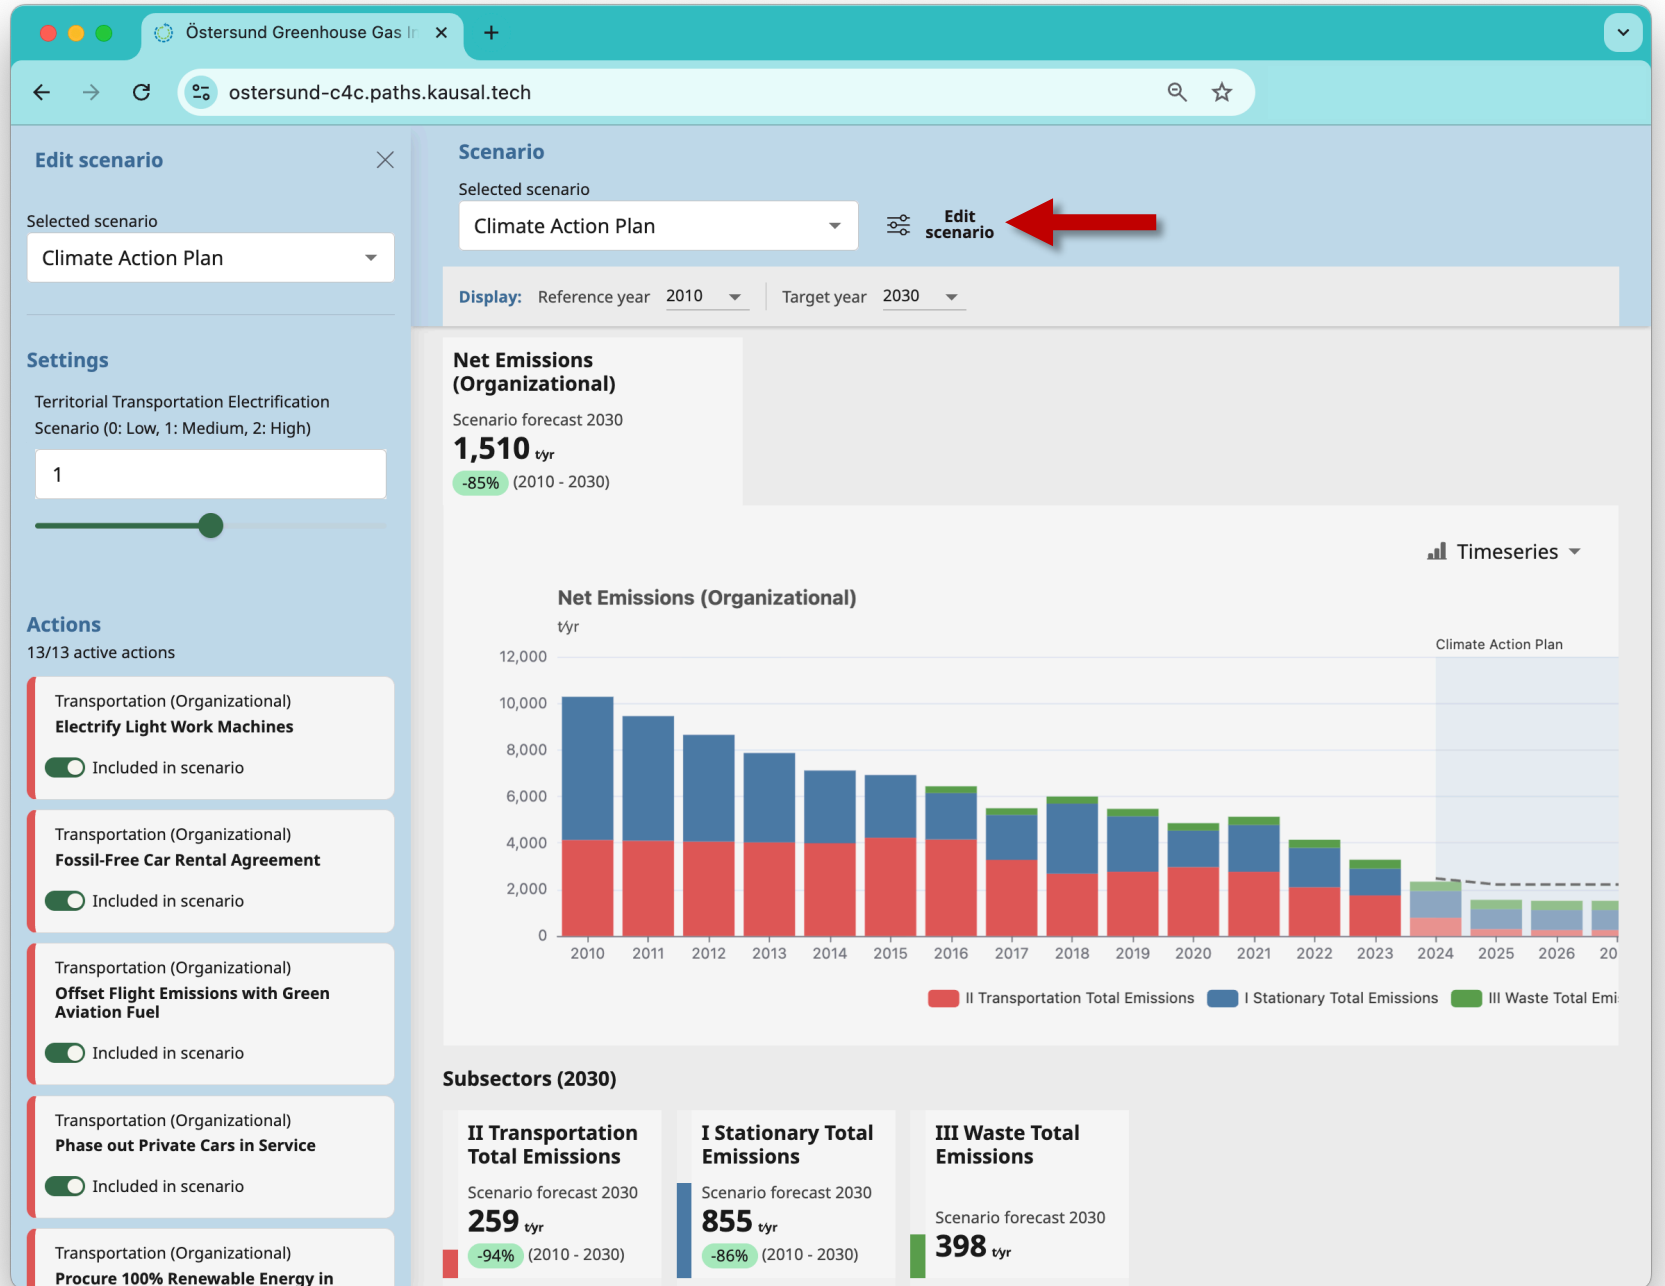 Östersund Greenhouse Gas
ostersund-c4c.paths.kausal.tech
Edit scenario
Selected scenario
Climate Action Plan
Settings
Territorial Transportation Electrification
Scenario (0: Low, 1: Medium, 2: High)
1
Actions
13/13 active actions
Transportation (Organizational)
Electrify Light Work Machines
Included in scenario
Transportation (Organizational)
Fossil-Free Car Rental Agreement
Included in scenario
Transportation (Organizational)
Offset Flight Emissions with Green
Aviation Fuel
Included in scenario
Transportation (Organizational)
Phase out Private Cars in Service
Included in scenario
Transportation (Organizational)
Procure 100% Renewable Energy in
Scenario
Selected scenario
Climate Action Plan
Edit
scenario
Display: Reference year 2010 Target year 2030
Net Emissions
(Organizational)
Scenario forecast 2030
1,510 t/yr
-85% (2010 - 2030)
Timeseries
Net Emissions (Organizational)
t/yr
Climate Action Plan
12,000
10,000
8,000
6,000
4,000
2,000
0
2010 2011 2012 2013 2014 2015 2016 2017 2018 2019 2020 2021 2022 2023 2024 2025 2026 20
II Transportation Total Emissions I Stationary Total Emissions III Waste Total Emi
Subsectors (2030)
II Transportation
Total Emissions
Scenario forecast 2030
259 t/yr
-94% (2010 - 2030)
I Stationary Total
Emissions
Scenario forecast 2030
855 t/yr
-86% (2010 - 2030)
III Waste Total
Emissions
Scenario forecast 2030
398 t/yr